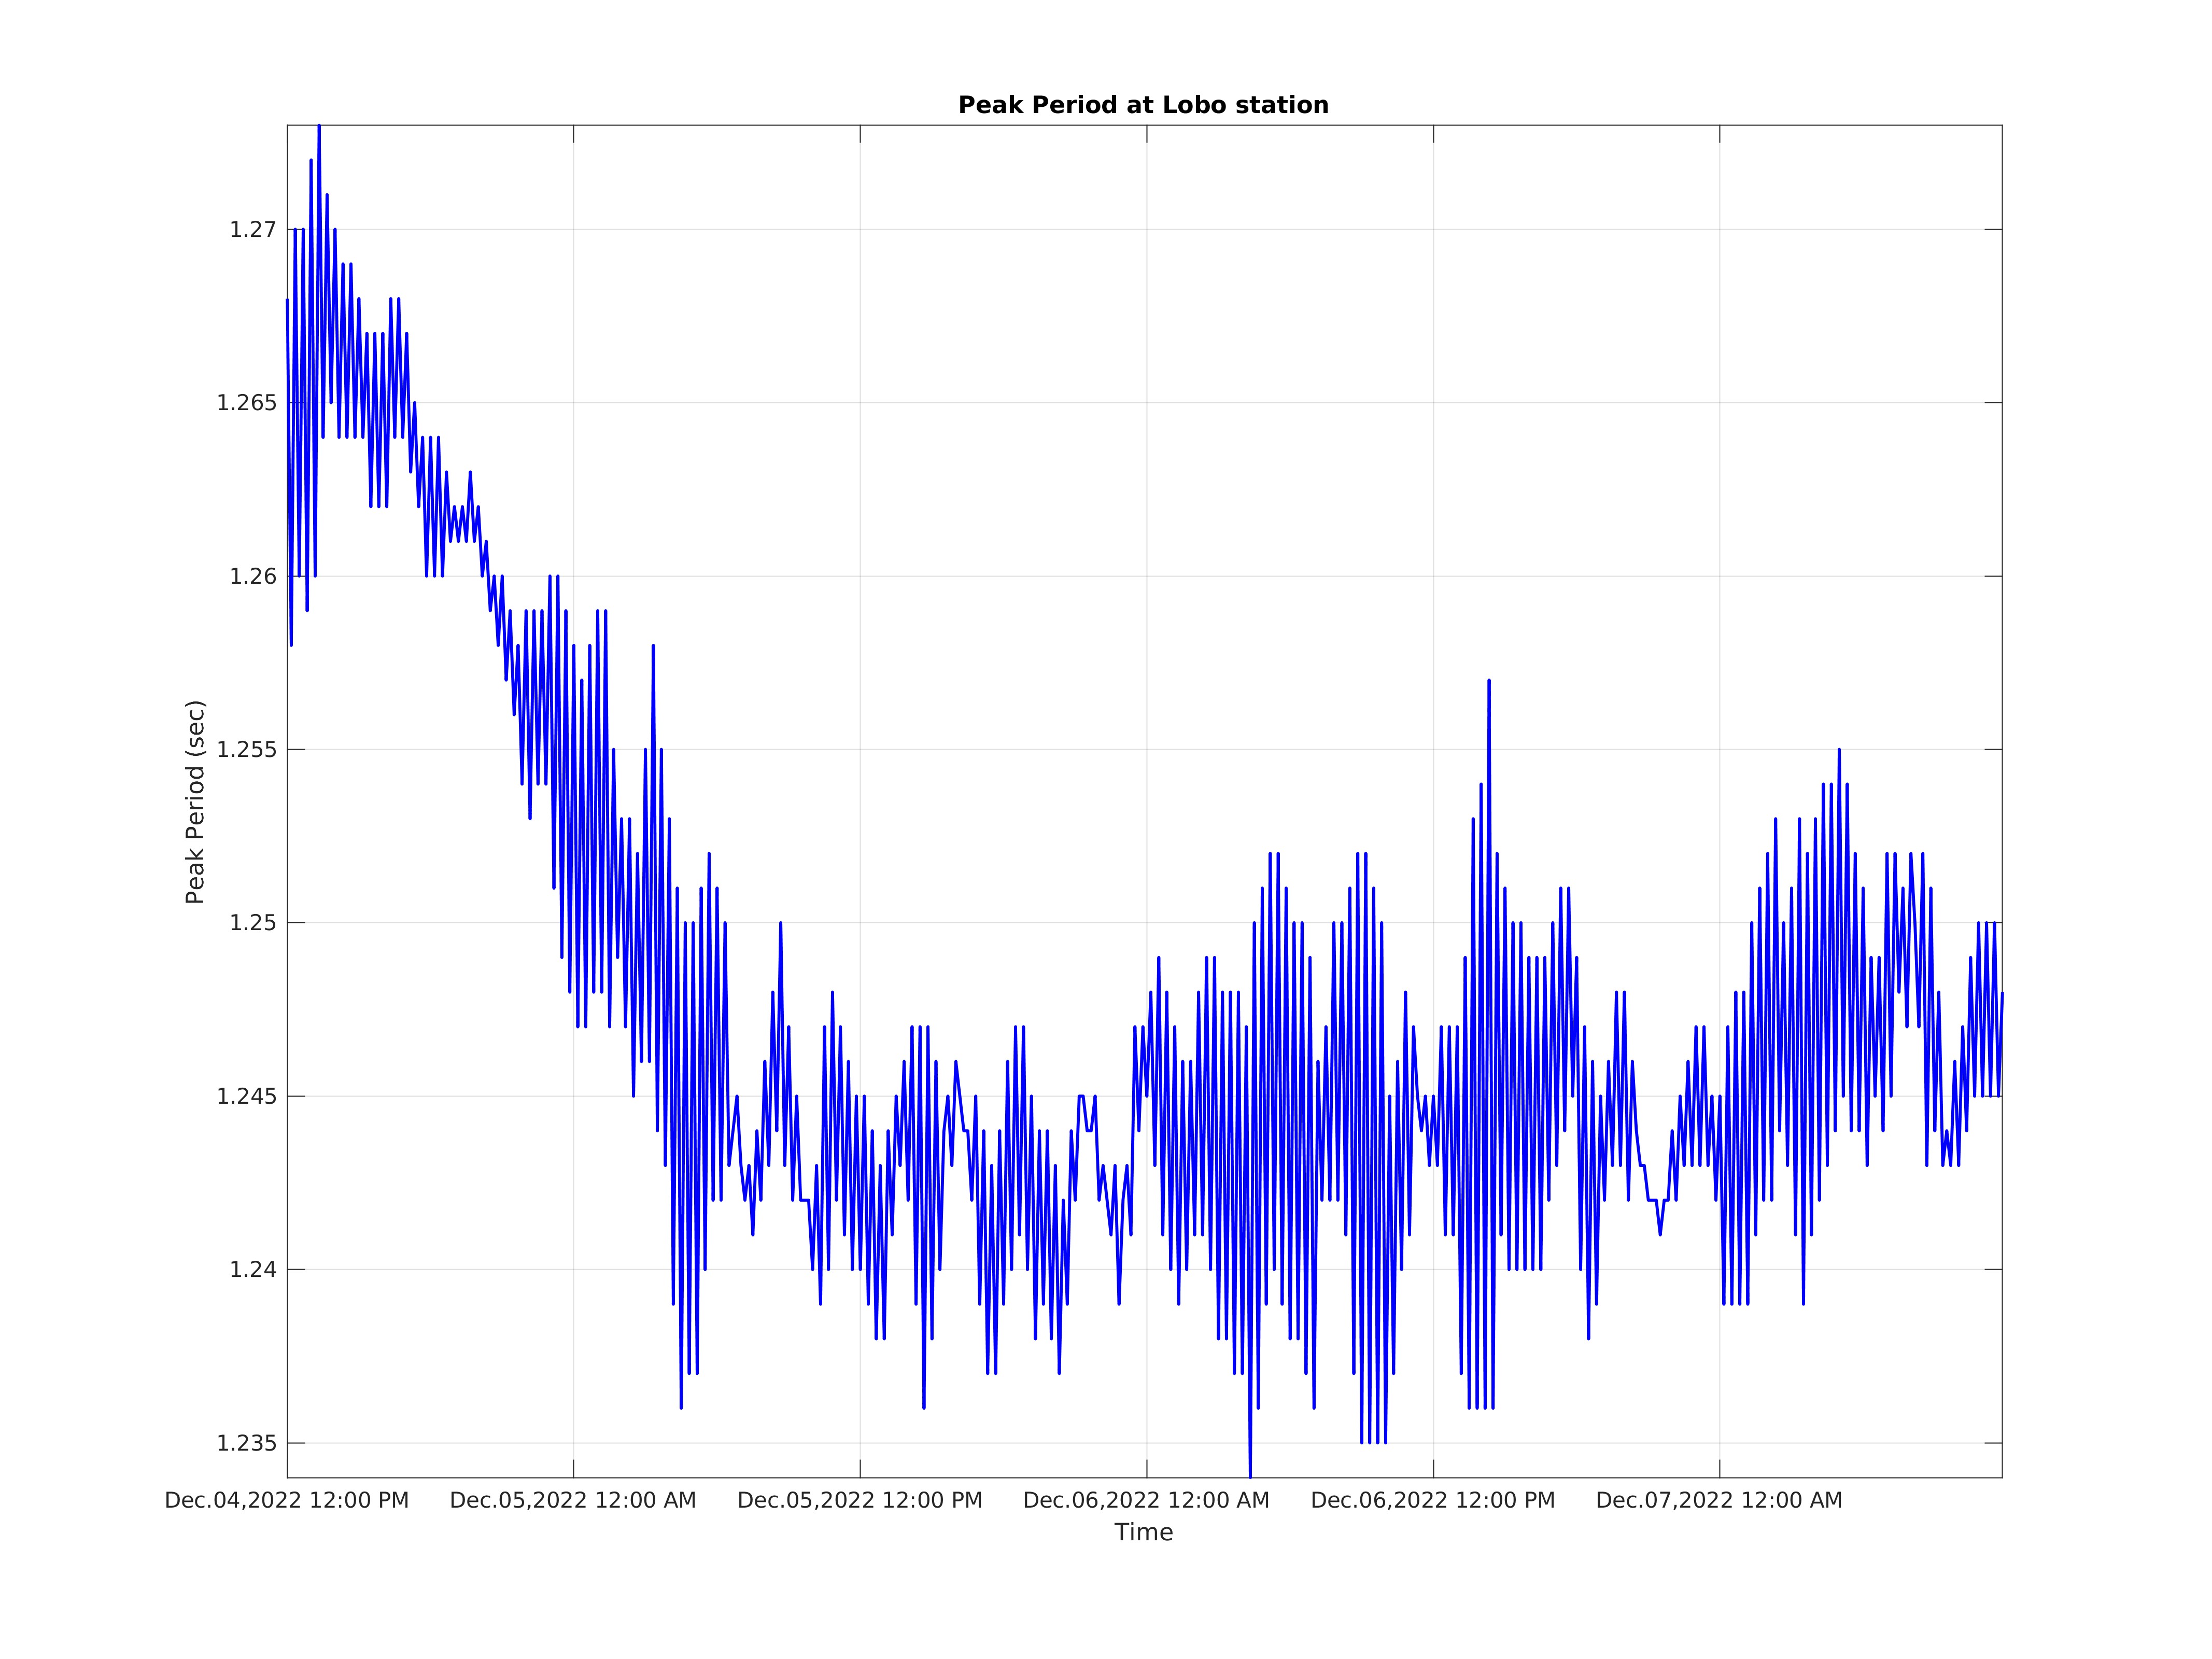 Peak Period at Lobo station
Peak Period (sec)
1.27
1.265
1.26
1.255
1.25
1.245
1.24
1.235
Dec.04,2022 12:00 PM Dec.05,2022 12:00 AM Dec.05,2022 12:00 PM Dec.06,2022 12:00 AM Dec.06,2022 12:00 PM Dec.07,2022 12:00 AM
Time